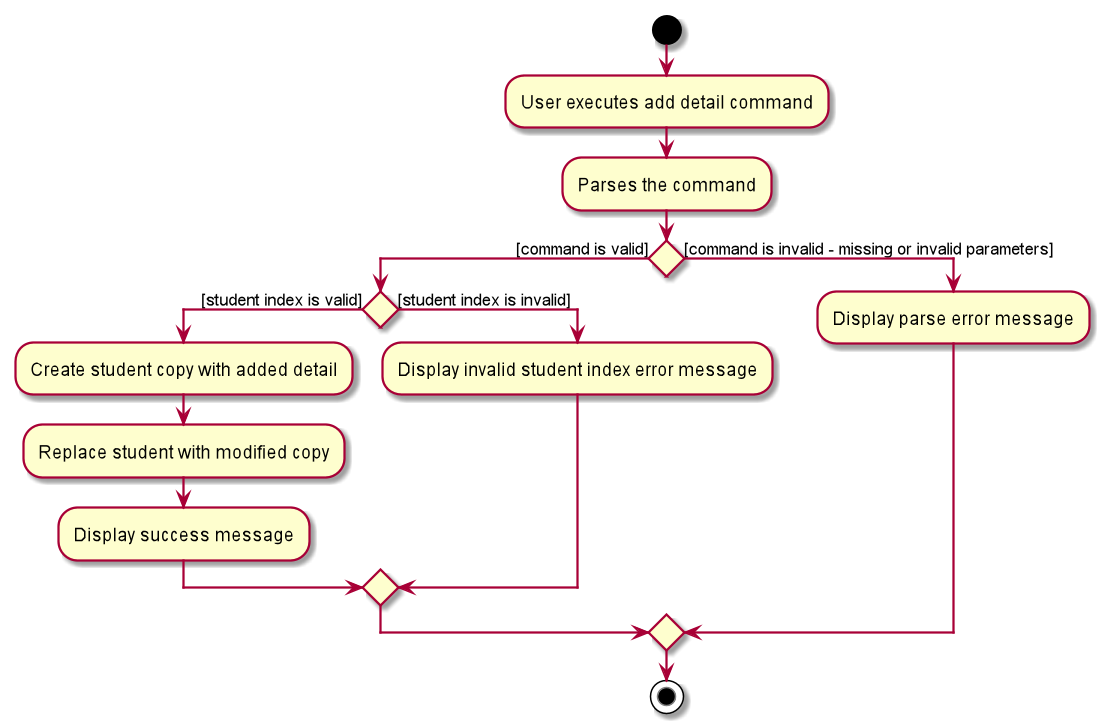 User executes add detail command
Parses the command
[command is valid]
[command is invalid - missing or invalid parameters]
[student index is valid]
[student index is invalid]
Display parse error message
Create student copy with added detail
Display invalid student index error message
Replace student with modified copy
Display success message